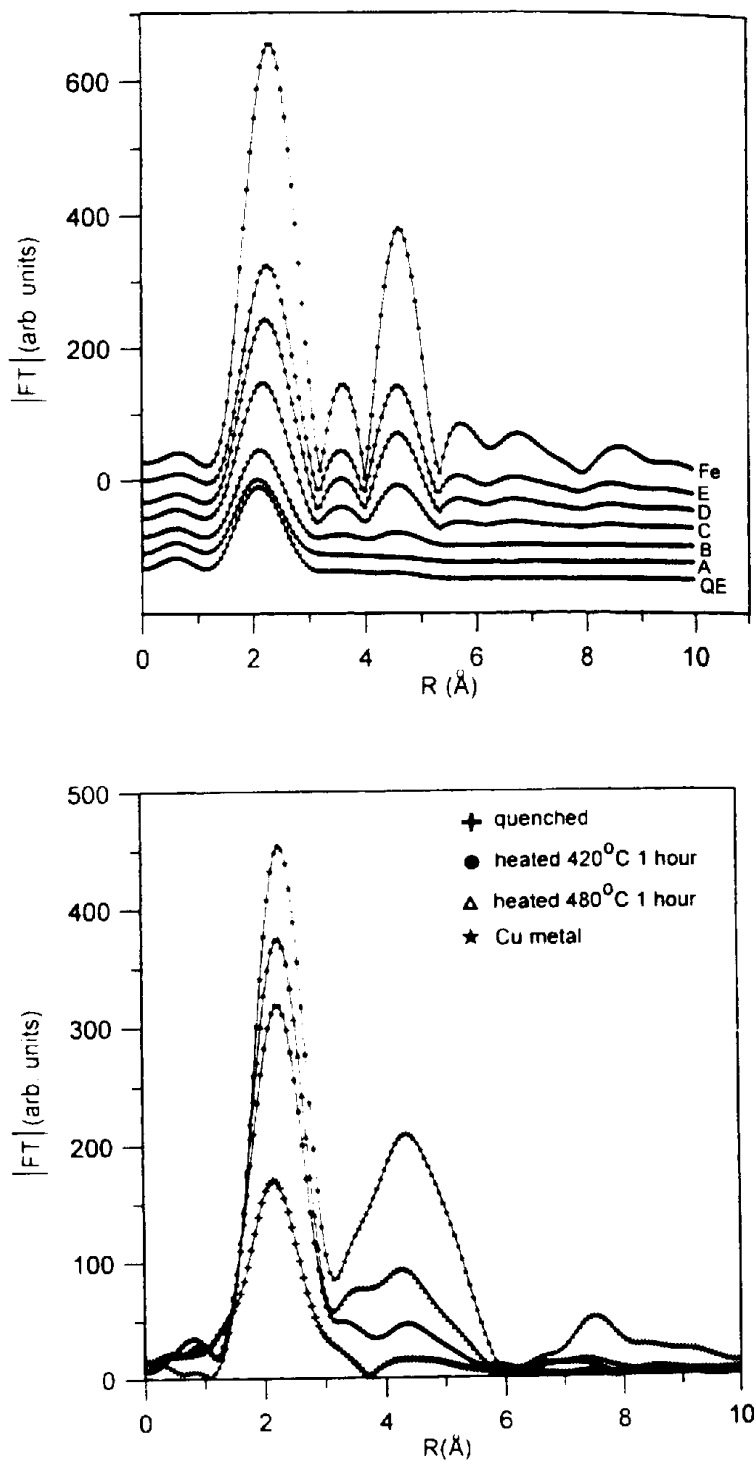 600
400
200
0
|FT| (arb units)
Fe
E
D
C
B
A
QE
0 2 4 6 8 10
R (Å)
500
400
300
200
100
0
|FT| (arb. units)
+ quenched
● heated 420°C 1 hour
△ heated 480°C 1 hour
★ Cu metal
0 2 4 6 8 10
R(Å)